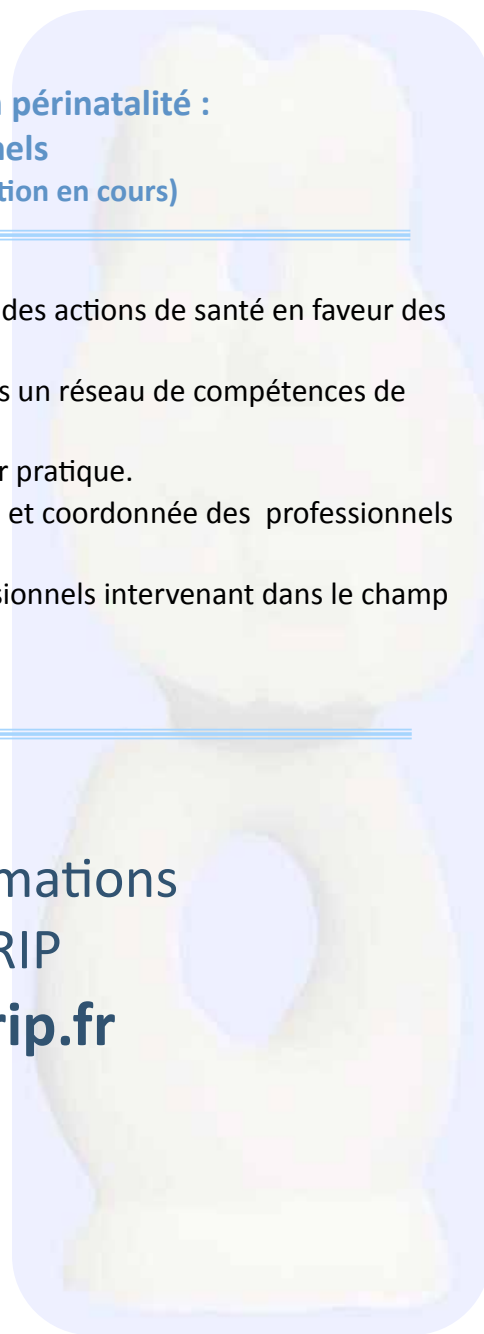 périnatalité :
nels
tion en cours)
des actions de santé en faveur des
s un réseau de compétences de
r pratique.
et coordonnée des professionnels
sionnels intervenant dans le champ
mations
RIP
rip.fr